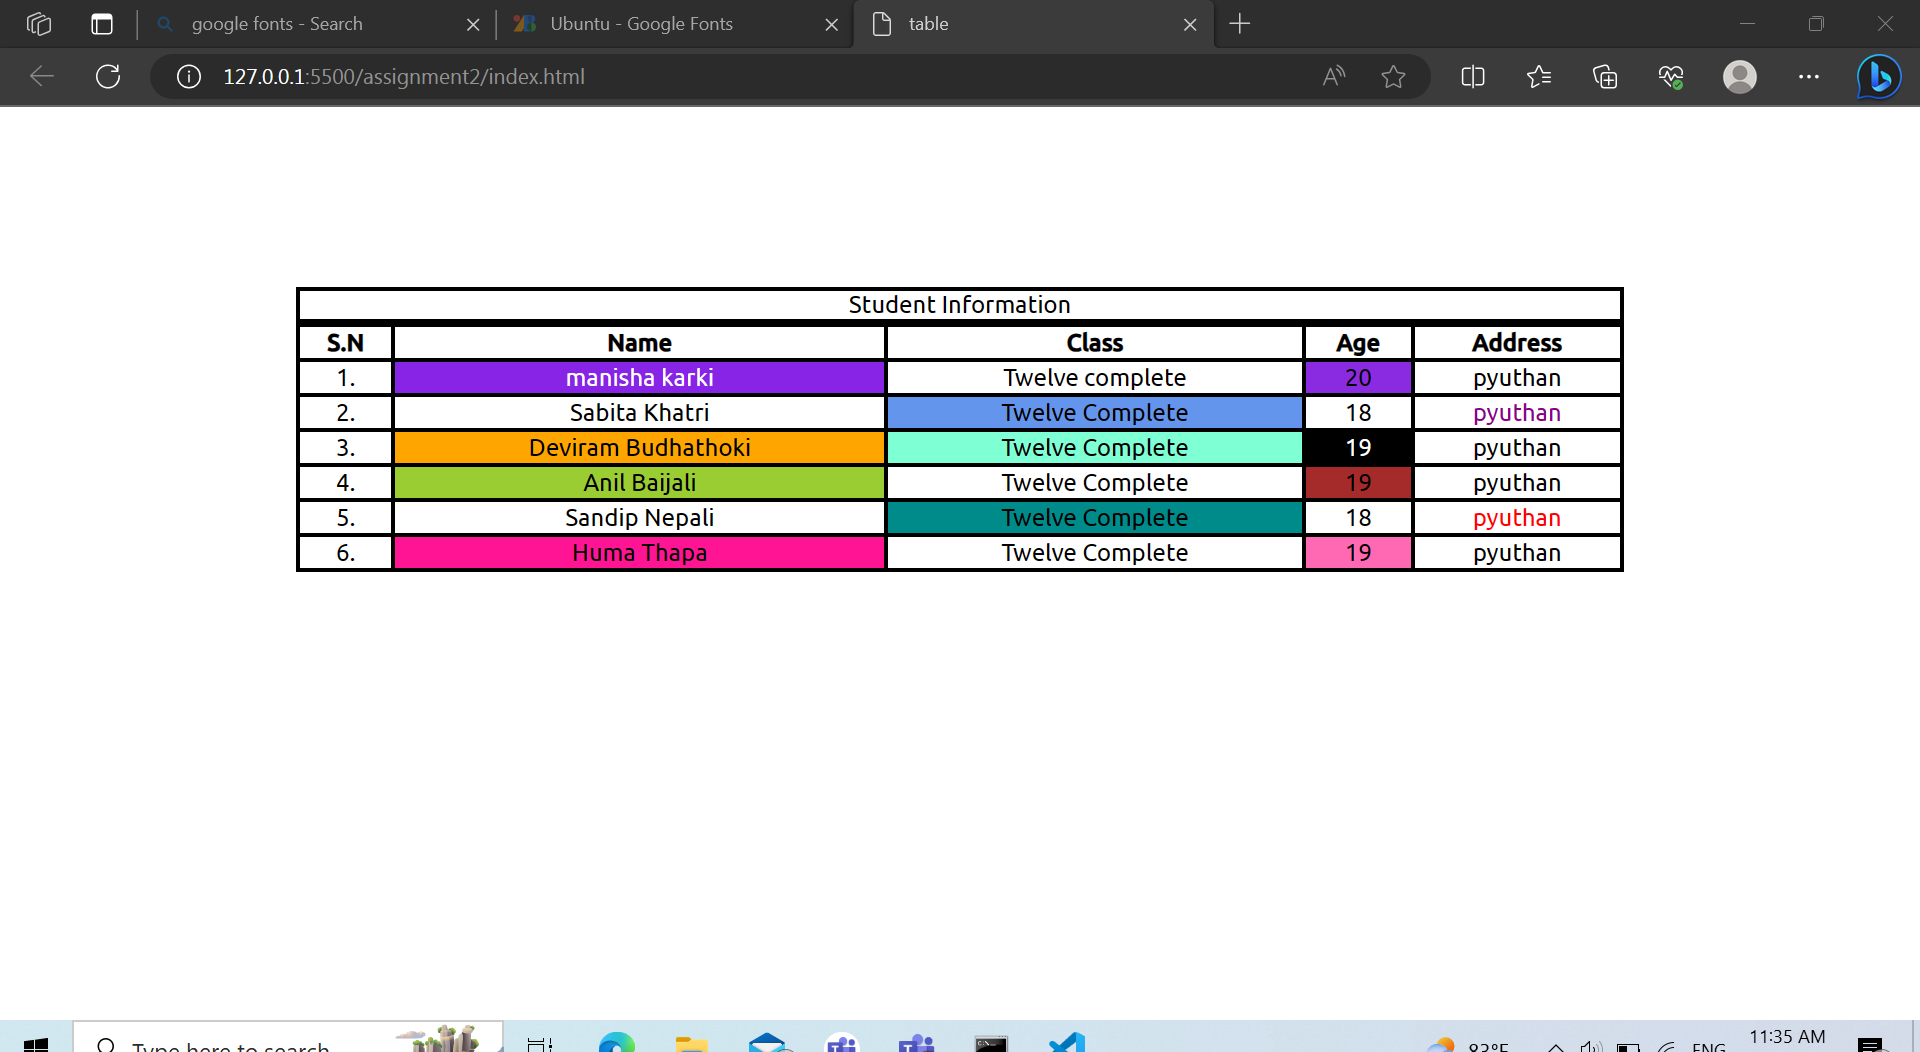 google fonts - Search
Ubuntu - Google Fonts
table
127.0.0.1:5500/assignment2/index.html
Student Information
S.N Name Class Age Address
1. manisha karki Twelve complete 20 pyuthan
2. Sabita Khatri Twelve Complete 18 pyuthan
3. Deviram Budhathoki Twelve Complete 19 pyuthan
4. Anil Baijali Twelve Complete 19 pyuthan
5. Sandip Nepali Twelve Complete 18 pyuthan
6. Huma Thapa Twelve Complete 19 pyuthan
Type here to search
83°F
ENG
11:35 AM